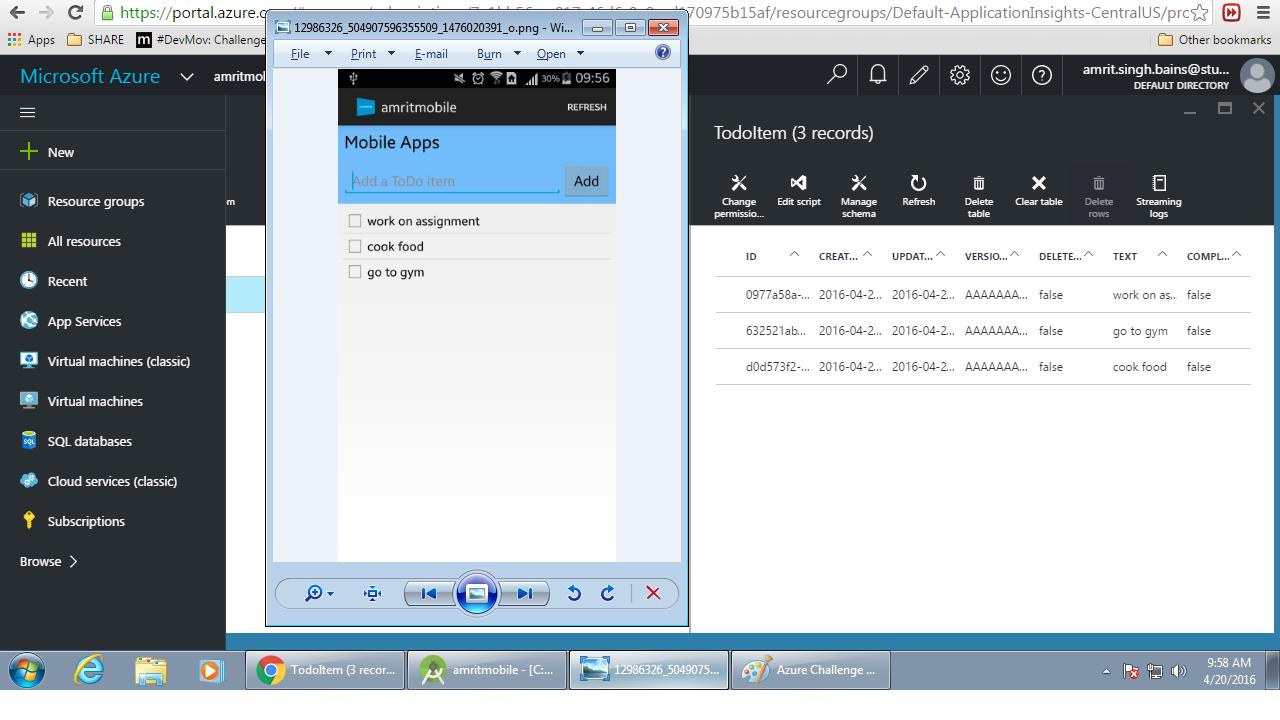 https://portal.azure.c
resourcegroups/Default-ApplicationInsights-CentralUS/prc
Apps
SHARE
#DevMov: Challenge
Other bookmarks
Microsoft Azure
amritmol
amrit.singh.bains@stu...
DEFAULT DIRECTORY
New
Resource groups
All resources
Recent
App Services
Virtual machines (classic)
Virtual machines
SQL databases
Cloud services (classic)
Subscriptions
Browse
12986326_504907596355509_1476020391_o.png - Wi...
File Print E-mail Burn Open
30% 09:56
amritmobile REFRESH
Mobile Apps
Add a ToDo item Add
work on assignment
cook food
go to gym
TodoItem (3 records)
Change permissio...
Edit script
Manage schema
Refresh
Delete table
Clear table
Delete rows
Streaming logs
ID CREAT... UPDAT... VERSIO... DELETE... TEXT COMPL...
0977a58a-... 2016-04-2... 2016-04-2... AAAAAAA... false work on as... false
632521ab... 2016-04-2... 2016-04-2... AAAAAAA... false go to gym false
d0d573f2-... 2016-04-2... 2016-04-2... AAAAAAA... false cook food false
TodoItem (3 recor...
amritmobile - [C:...
12986326_5049075...
Azure Challenge ...
9:58 AM
4/20/2016